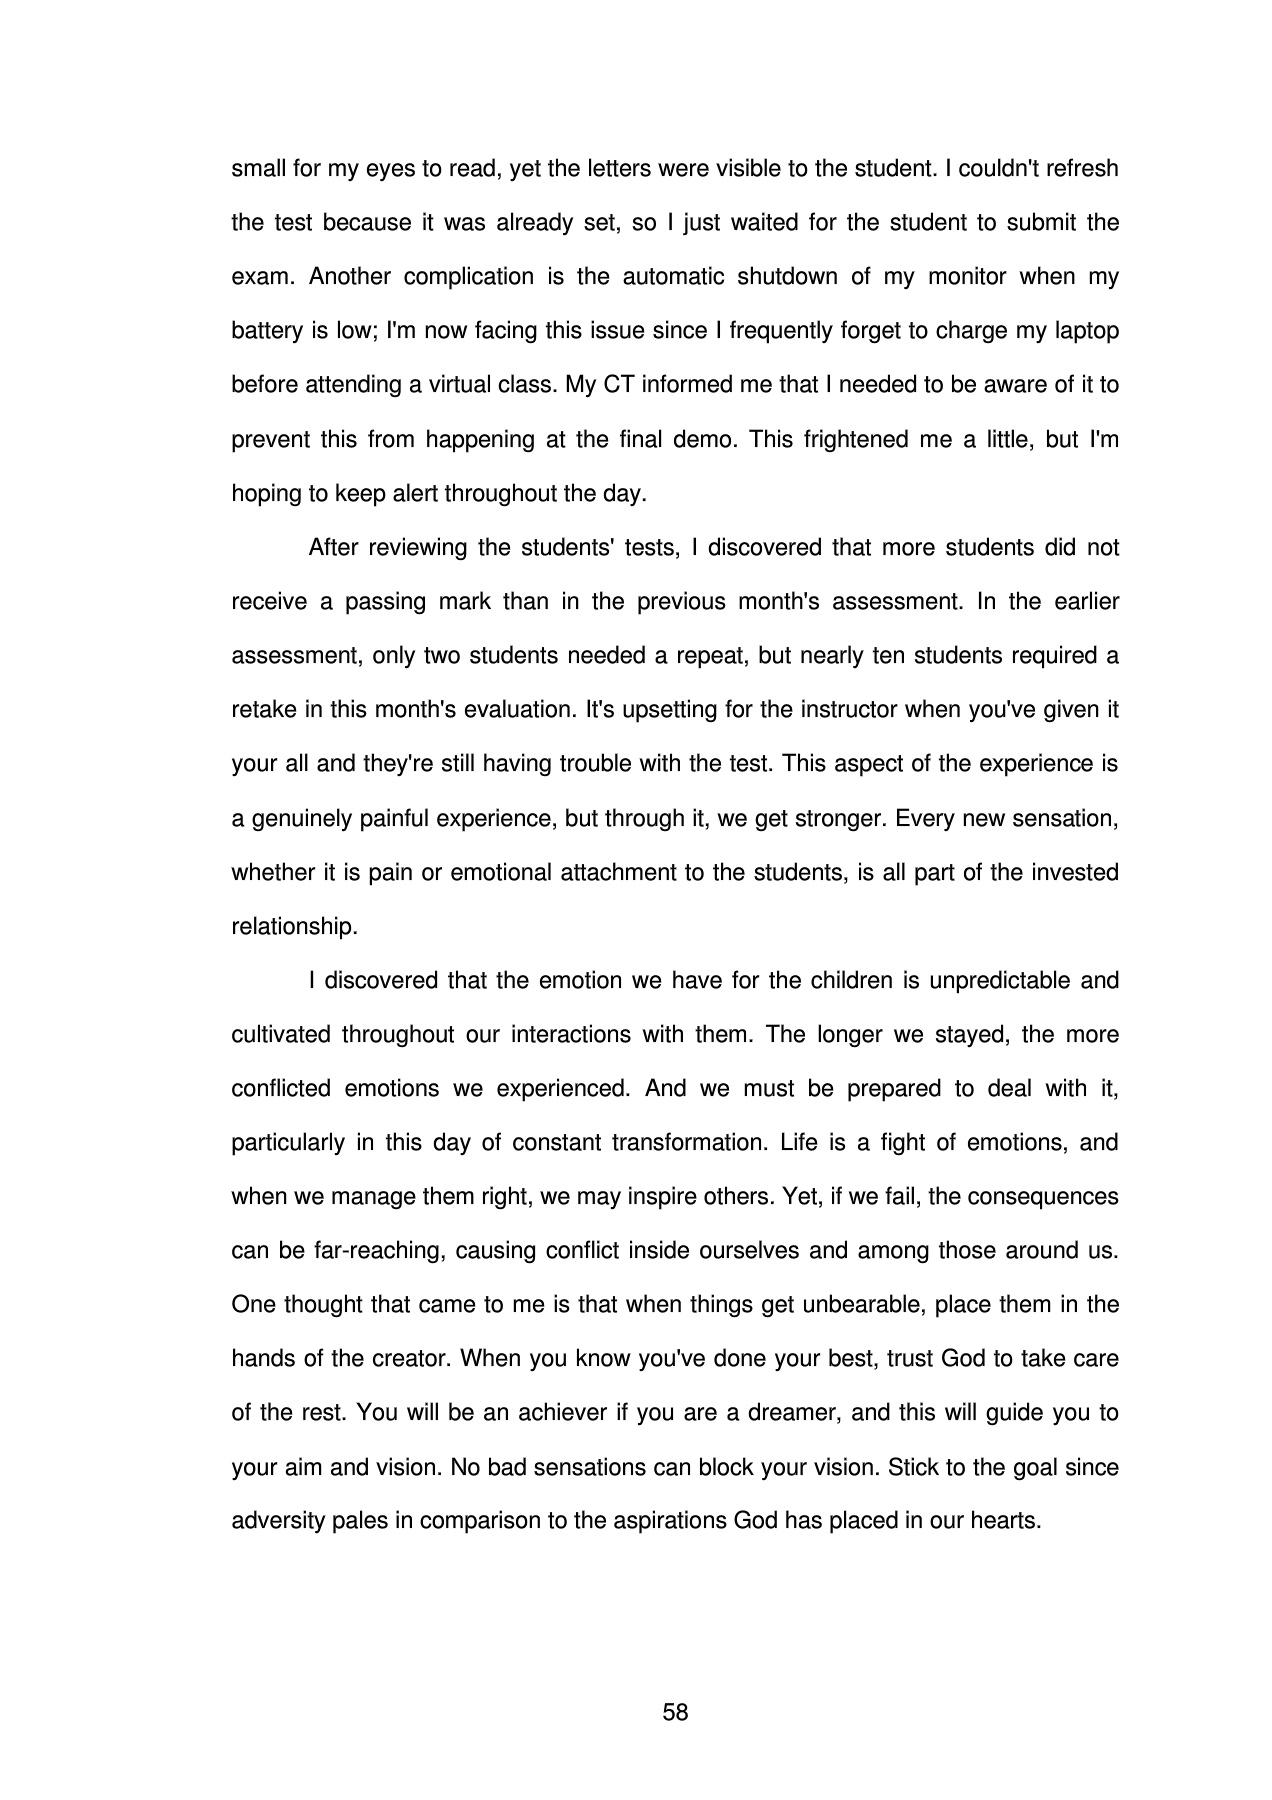 small for my eyes to read, yet the letters were visible to the student. I couldn't refresh
the test because it was already set, so I just waited for the student to submit the
exam. Another complication is the automatic shutdown of my monitor when my
battery is low; I'm now facing this issue since I frequently forget to charge my laptop
before attending a virtual class. My CT informed me that I needed to be aware of it to
prevent this from happening at the final demo. This frightened me a little, but I'm
hoping to keep alert throughout the day.
After reviewing the students' tests, I discovered that more students did not
receive a passing mark than in the previous month's assessment. In the earlier
assessment, only two students needed a repeat, but nearly ten students required a
retake in this month's evaluation. It's upsetting for the instructor when you've given it
your all and they're still having trouble with the test. This aspect of the experience is
a genuinely painful experience, but through it, we get stronger. Every new sensation,
whether it is pain or emotional attachment to the students, is all part of the invested
relationship.
I discovered that the emotion we have for the children is unpredictable and
cultivated throughout our interactions with them. The longer we stayed, the more
conflicted emotions we experienced. And we must be prepared to deal with it,
particularly in this day of constant transformation. Life is a fight of emotions, and
when we manage them right, we may inspire others. Yet, if we fail, the consequences
can be far-reaching, causing conflict inside ourselves and among those around us.
One thought that came to me is that when things get unbearable, place them in the
hands of the creator. When you know you've done your best, trust God to take care
of the rest. You will be an achiever if you are a dreamer, and this will guide you to
your aim and vision. No bad sensations can block your vision. Stick to the goal since
adversity pales in comparison to the aspirations God has placed in our hearts.
58